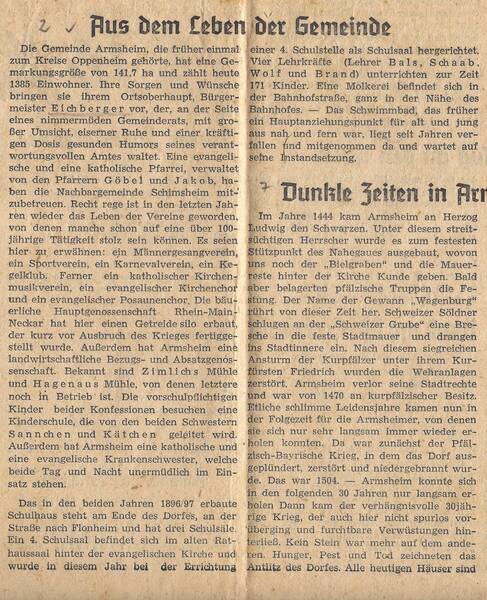 2
Aus dem Leben der Gemeinde
Die Gemeinde Armsheim, die früher einmal
zum Kreise Oppenheim gehörte, hat eine Ge-
markungsgröße von 141,7 ha und zählt heute
1385 Einwohner. Ihre Sorgen und Wünsche
bringen sie ihrem Ortsoberhaupt, Bürger-
meister Eichberger vor, der, an der Seite
eines nimmermüden Gemeinderats, mit gro-
ßer Umsicht, eiserner Ruhe und einer kräfti-
gen Dosis gesunden Humors seines verant-
wortungsvollen Amtes waltet. Eine evangeli-
sche und eine katholische Pfarrei, verwaltet
von den Pfarrern Göbel und Jakob, ha-
ben die Nachbargemeinde Schimsheim mit-
zubetreuen. Recht rege ist in den letzten Jah-
ren wieder das Leben der Vereine geworden,
von denen manche schon auf eine über 100-
jährige Tätigkeit stolz sein können. Es seien
hier zu erwähnen: ein Männergesangverein,
ein Sportverein, ein Karnevalverein, ein Ke-
gelklub. Ferner ein katholischer Kirchen-
musikverein, ein evangelischer Kirchenchor
und ein evangelischer Posaunenchor. Die bäu-
erliche Hauptgenossenschaft Rhein-Main-
Neckar hat hier einen Getreidesilo erbaut,
der kurz vor Ausbruch des Krieges fertigge-
stellt wurde. Außerdem hat Armsheim eine
landwirtschaftliche Bezugs- und Absatzgenos-
senschaft. Bekannt sind Zimlichs Mühle
und Hagenaus Mühle, von denen letztere
noch in Betrieb ist. Die vorschulpflichtigen
Kinder beider Konfessionen besuchen eine
Kinderschule, die von den beiden Schwestern
Sanchen und Kätchen geleitet wird.
Außerdem hat Armsheim eine katholische und
eine evangelische Krankenschwester, welche
beide Tag und Nacht unermüdlich im Ein-
satz stehen.
Das in den beiden Jahren 1896/97 erbaute
Schulhaus steht am Ende des Dorfes, an der
Straße nach Flonheim und hat drei Schulsäle.
Ein 4. Schulsaal befindet sich im alten Rat-
haussaal hinter der evangelischen Kirche und
wurde in diesem Jahr bei der Errichtung
einer 4. Schulstelle als Schulsaal hergerichtet.
Vier Lehrkräfte (Lehrer Bals, Schaab,
Wolf und Brand) unterrichten zur Zeit
171 Kinder. Eine Molkerei befindet sich in
der Bahnhofstraße, ganz in der Nähe des
Bahnhofes. — Das Schwimmbad, das früher
ein Hauptanziehungspunkt für alt und jung
aus nah und fern war, liegt seit Jahren ver-
fallen und mitgenommen da und wartet auf
seine Instandsetzung.
7
Dunkle Zeiten in Ar
Im Jahre 1444 kam Armsheim an Herzog
Ludwig den Schwarzen. Unter diesem streit-
süchtigen Herrscher wurde es zum festesten
Stützpunkt des Nahegaues ausgebaut, wovon
uns noch der „Bielgraben“ und die Mauer-
reste hinter der Kirche Kunde geben. Bald
aber belagerten pfälzische Truppen die Fe-
stung. Der Name der Gewann „Wagenburg“
rührt von dieser Zeit her. Schweizer Söldner
schlugen an der „Schweizer Grube“ eine Bre-
sche in die feste Stadtmauer und drangen
ins Stadtinnere ein. Nach diesem siegreichen
Ansturm der Kurpfälzer unter ihrem Kur-
fürsten Friedrich wurden die Wehranlagen
zerstört. Armsheim verlor seine Stadtrechte
und war von 1470 an kurpfälzischer Besitz.
Etliche schlimme Leidensjahre kamen nun in
der Folgezeit für die Armsheimer, von denen
sie sich nur sehr langsam immer wieder er-
holen konnten. Da war zunächst der Pfäl-
zisch-Bayrische Krieg, in dem das Dorf aus-
geplündert, zerstört und niedergebrannt wur-
de. Das war 1504. — Armsheim konnte sich
in den folgenden 30 Jahren nur langsam er-
holen Dann kam der verhängnisvolle 30jäh-
rige Krieg, der auch hier nicht spurlos vor-
überging und furchtbare Verwüstungen hin-
terließ. Kein Stein war mehr auf dem ande-
ren. Hunger, Pest und Tod zeichneten das
Antlitz des Dorfes. Alle heutigen Häuser sind